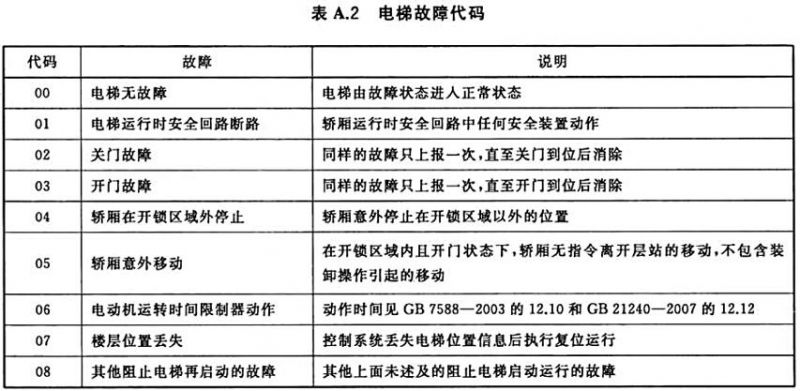 表 A.2 电梯故障代码
代码 故障 说明
00 电梯无故障 电梯由故障状态进人正常状态
01 电梯运行时安全回路断路 轿厢运行时安全回路中任何安全装置动作
02 关门故障 同样的故障只上报一次,直至关门到位后消除
03 开门故障 同样的故障只上报一次,直至开门到位后消除
04 轿厢在开锁区域外停止 轿厢意外停止在开锁区域以外的位置
05 轿厢意外移动 在开锁区域内且开门状态下,轿厢无指令离开层站的移动,不包含装
卸操作引起的移动
06 电动机运转时间限制器动作 动作时间见 GB 7588—2003 的 12.10 和 GB 21240—2007 的 12.12
07 楼层位置丢失 控制系统丢失电梯位置信息后执行复位运行
08 其他阻止电梯再启动的故障 其他上面未述及的阻止电梯启动运行的故障